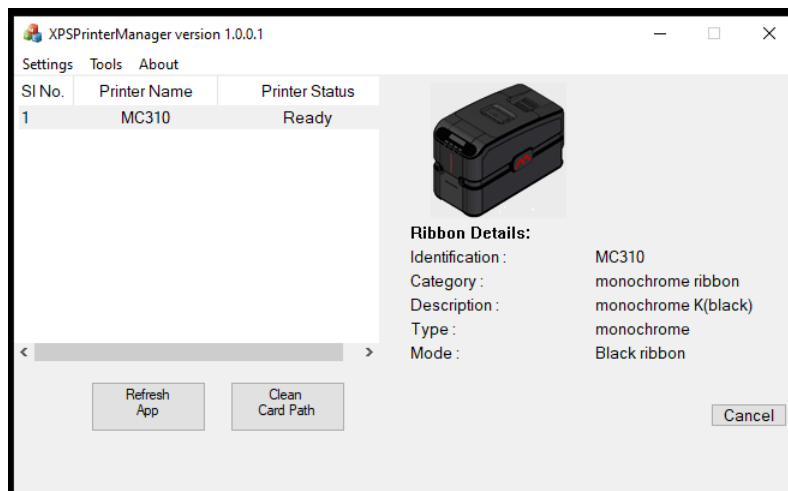 XPSPrinterManager version 1.0.0.1
Settings Tools About
Sl No. Printer Name Printer Status
1 MC310 Ready
Ribbon Details:
Identification : MC310
Category : monochrome ribbon
Description : monochrome K(black)
Type : monochrome
Mode : Black ribbon
Refresh
App
Clean
Card Path
Cancel